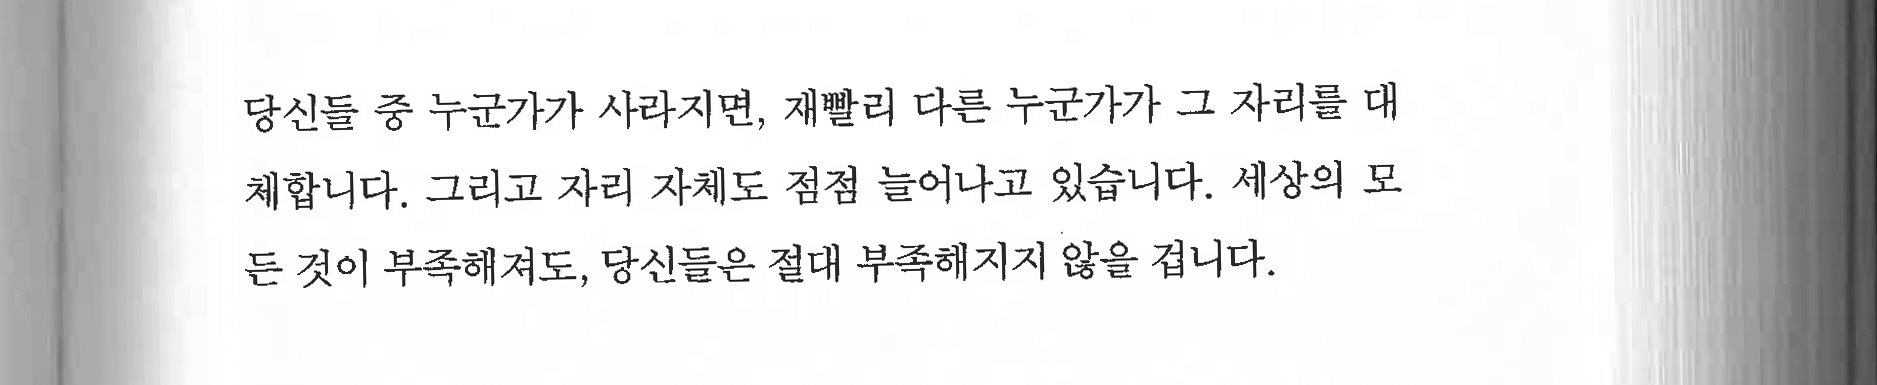 당신들 중 누군가가 사라지면, 재빨리 다른 누군가가 그 자리를 대
체합니다. 그리고 자리 자체도 점점 늘어나고 있습니다. 세상의 모
든 것이 부족해져도, 당신들은 절대 부족해지지 않을 겁니다.